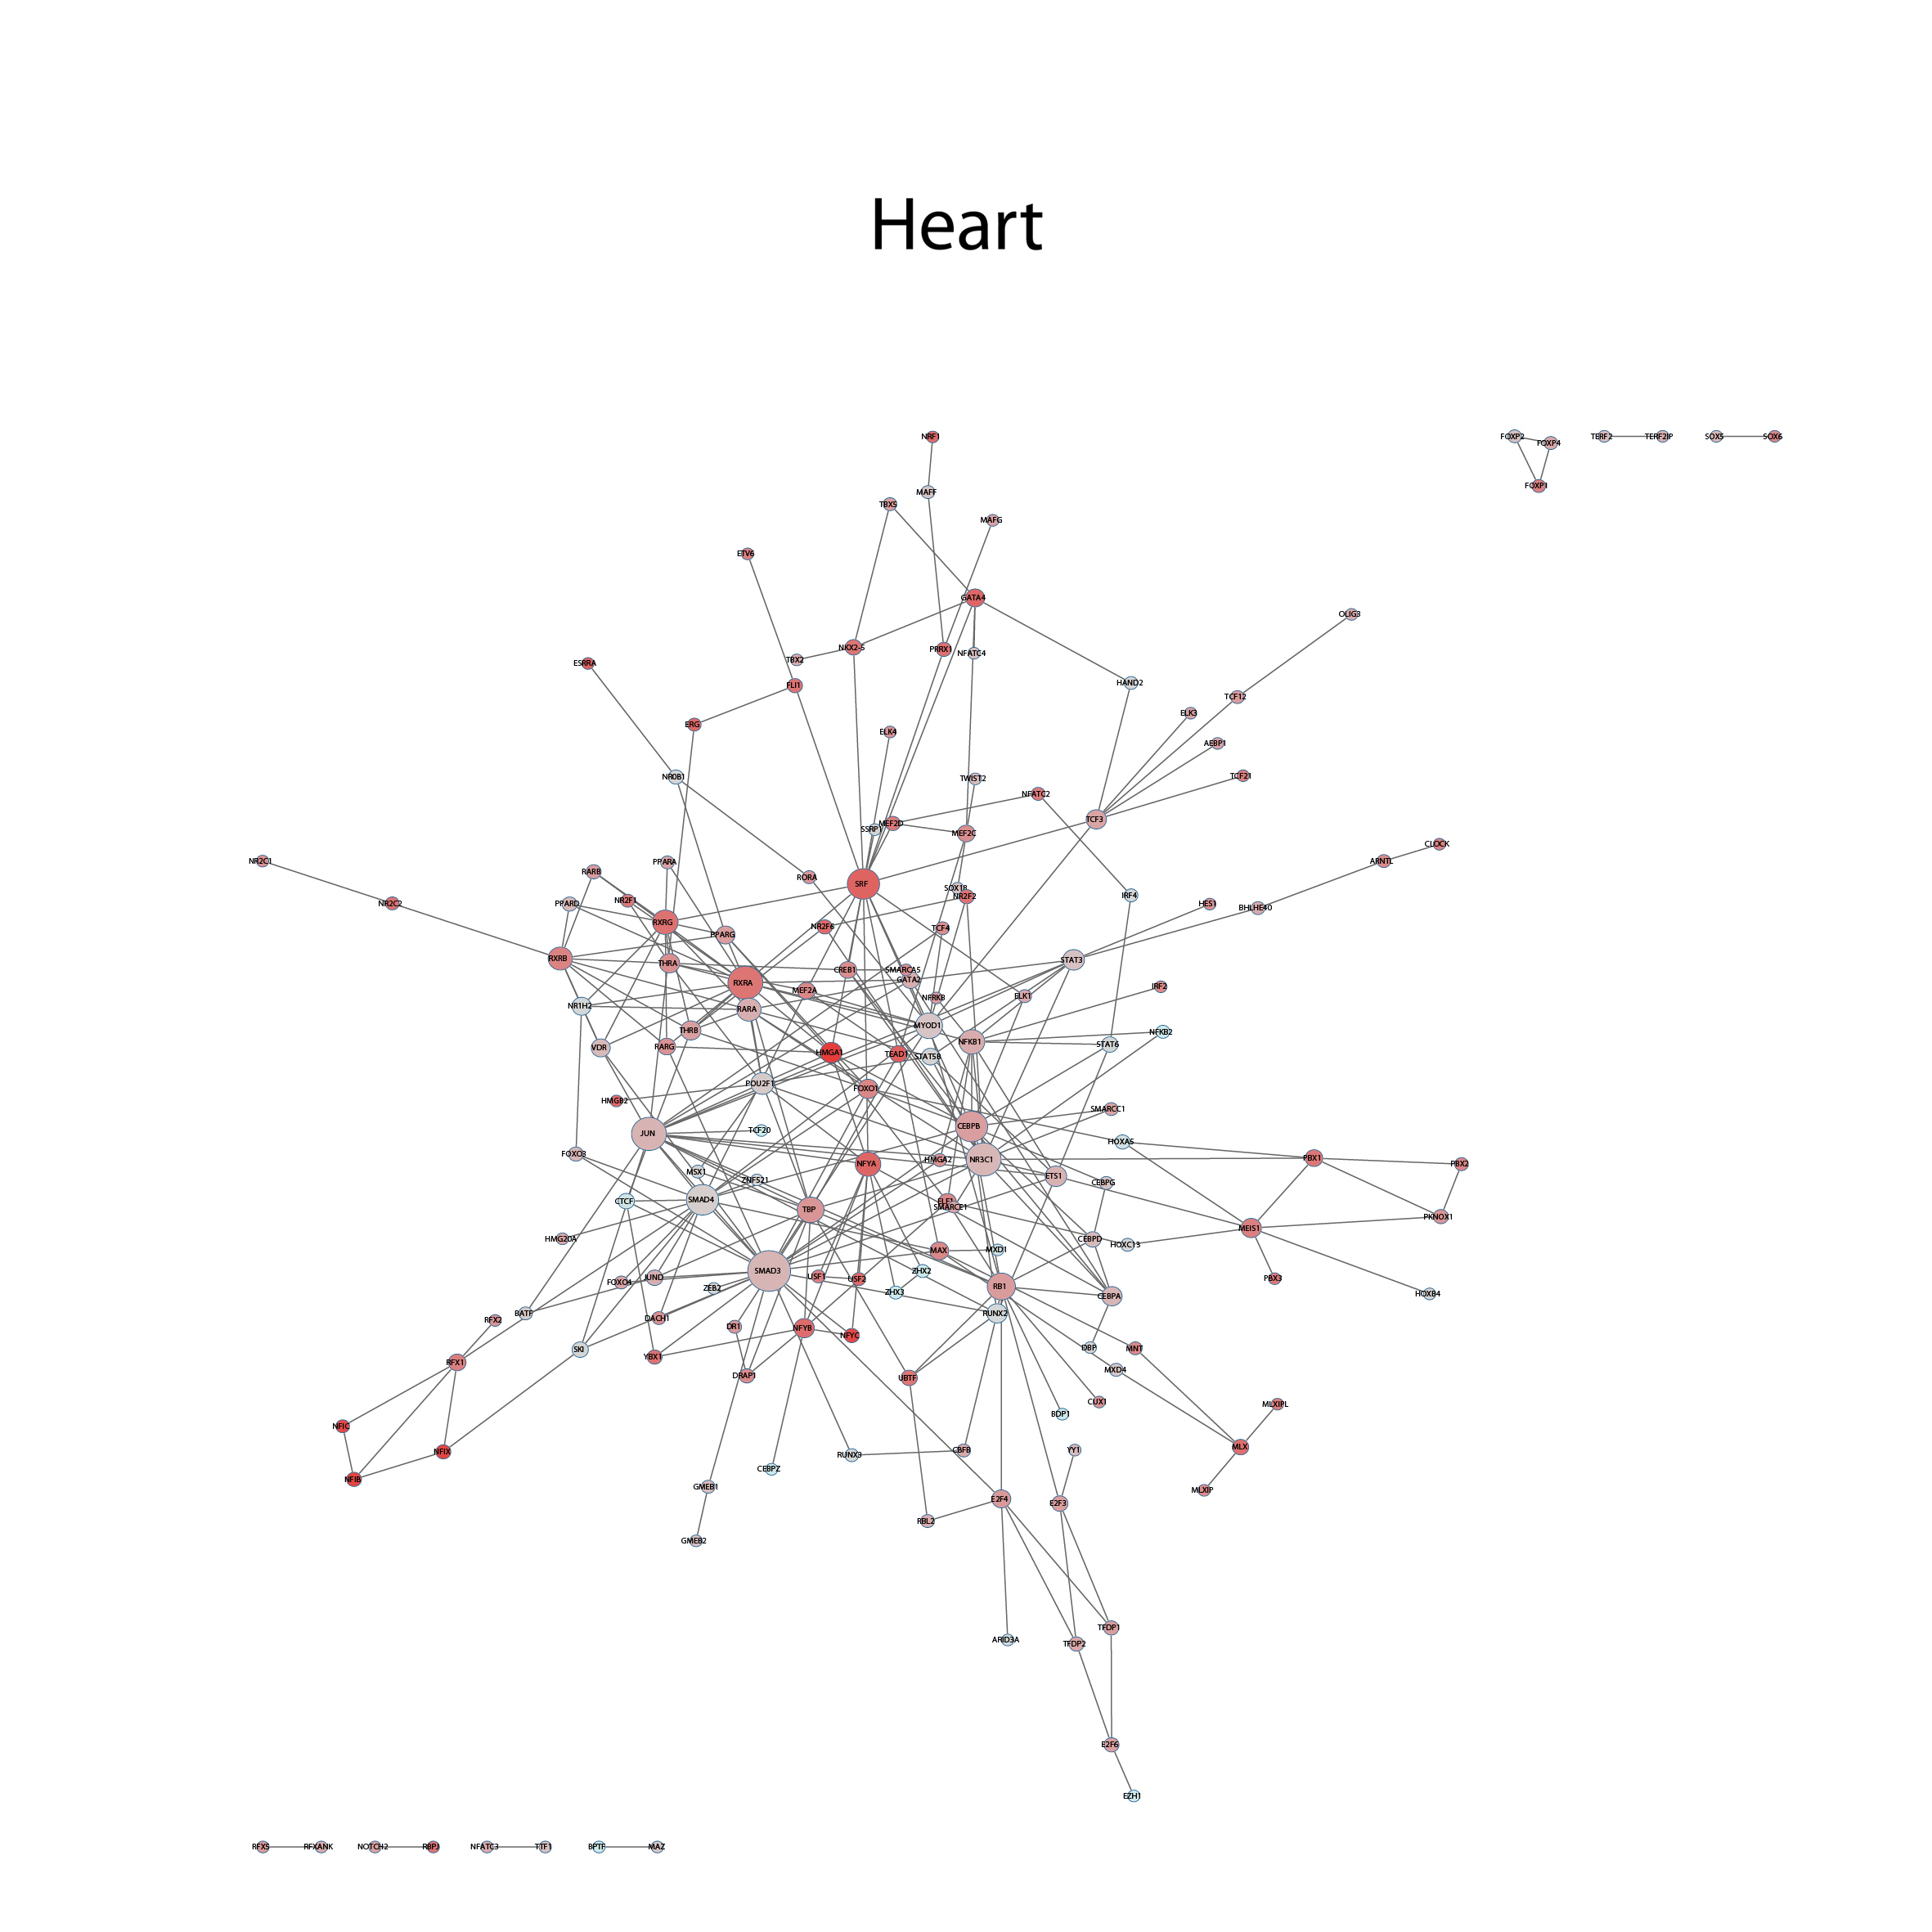 Heart
NRF1
FOXP2
FOXP4
TERF2
TERF2IP
SOX5
SOX6
FOXP1
MAFF
TBX5
MAFG
ETV6
GATA4
OLIG3
NKX2-5
PRRX1
NFATC4
TBX2
ESRRA
FLI1
HAND2
TCF12
ELK3
ERG
ELK4
AEBP1
NR0B1
TWIST2
TCF21
NFATC2
TCF3
MEF2D
SSRP1
MEF2C
CLOCK
NR2C1
PPARA
ARNTL
RARB
RORA
SRF
SOX18
NR2F2
IRF4
NR2C2
PPARD
NR2F1
HES1
BHLHE40
RXRG
NR2F6
TCF4
PPARG
RXRB
THRA
STAT3
CREB1
SMARCA5
GATA2
RXRA
MEF2A
NFRKB
ELK1
IRF2
NR1H2
RARA
MYOD1
THRB
NFKB2
VDR
RARG
NFKB1
STAT6
HMGA1
TEAD1
STAT5B
POU2F1
FOXO1
HMGB2
SMARCC1
JUN
TCF20
CEBPB
HOXA5
FOXO3
NFYA
HMGA2
NR3C1
PBX1
PBX2
MSX1
ZNF521
ETS1
CEBPG
CTCF
SMAD4
TBP
ELF1
SMARCE1
PKNOX1
MEIS1
HMG20A
CEBPD
HOXC13
MAX
MXD1
SMAD3
ZHX2
FOXO4
JUND
USF1
USF2
PBX3
ZEB2
ZHX3
RB1
CEBPA
HOXB4
BATF
RUNX2
RFX2
DACH1
DR1
NFYB
NFYC
SKI
DBP
MNT
RFX1
YBX1
MXD4
DRAP1
UBTF
CUX1
MLXIPL
BDP1
NFIC
NFIX
RUNX3
CBFB
YY1
MLX
NFIB
CEBPZ
GMEB1
MLXIP
E2F4
E2F3
RBL2
GMEB2
TFDP1
ARID3A
TFDP2
E2F6
EZH1
RFX5
RFXANK
NOTCH2
RBPJ
NFATC3
TTF1
BPTF
MAZ